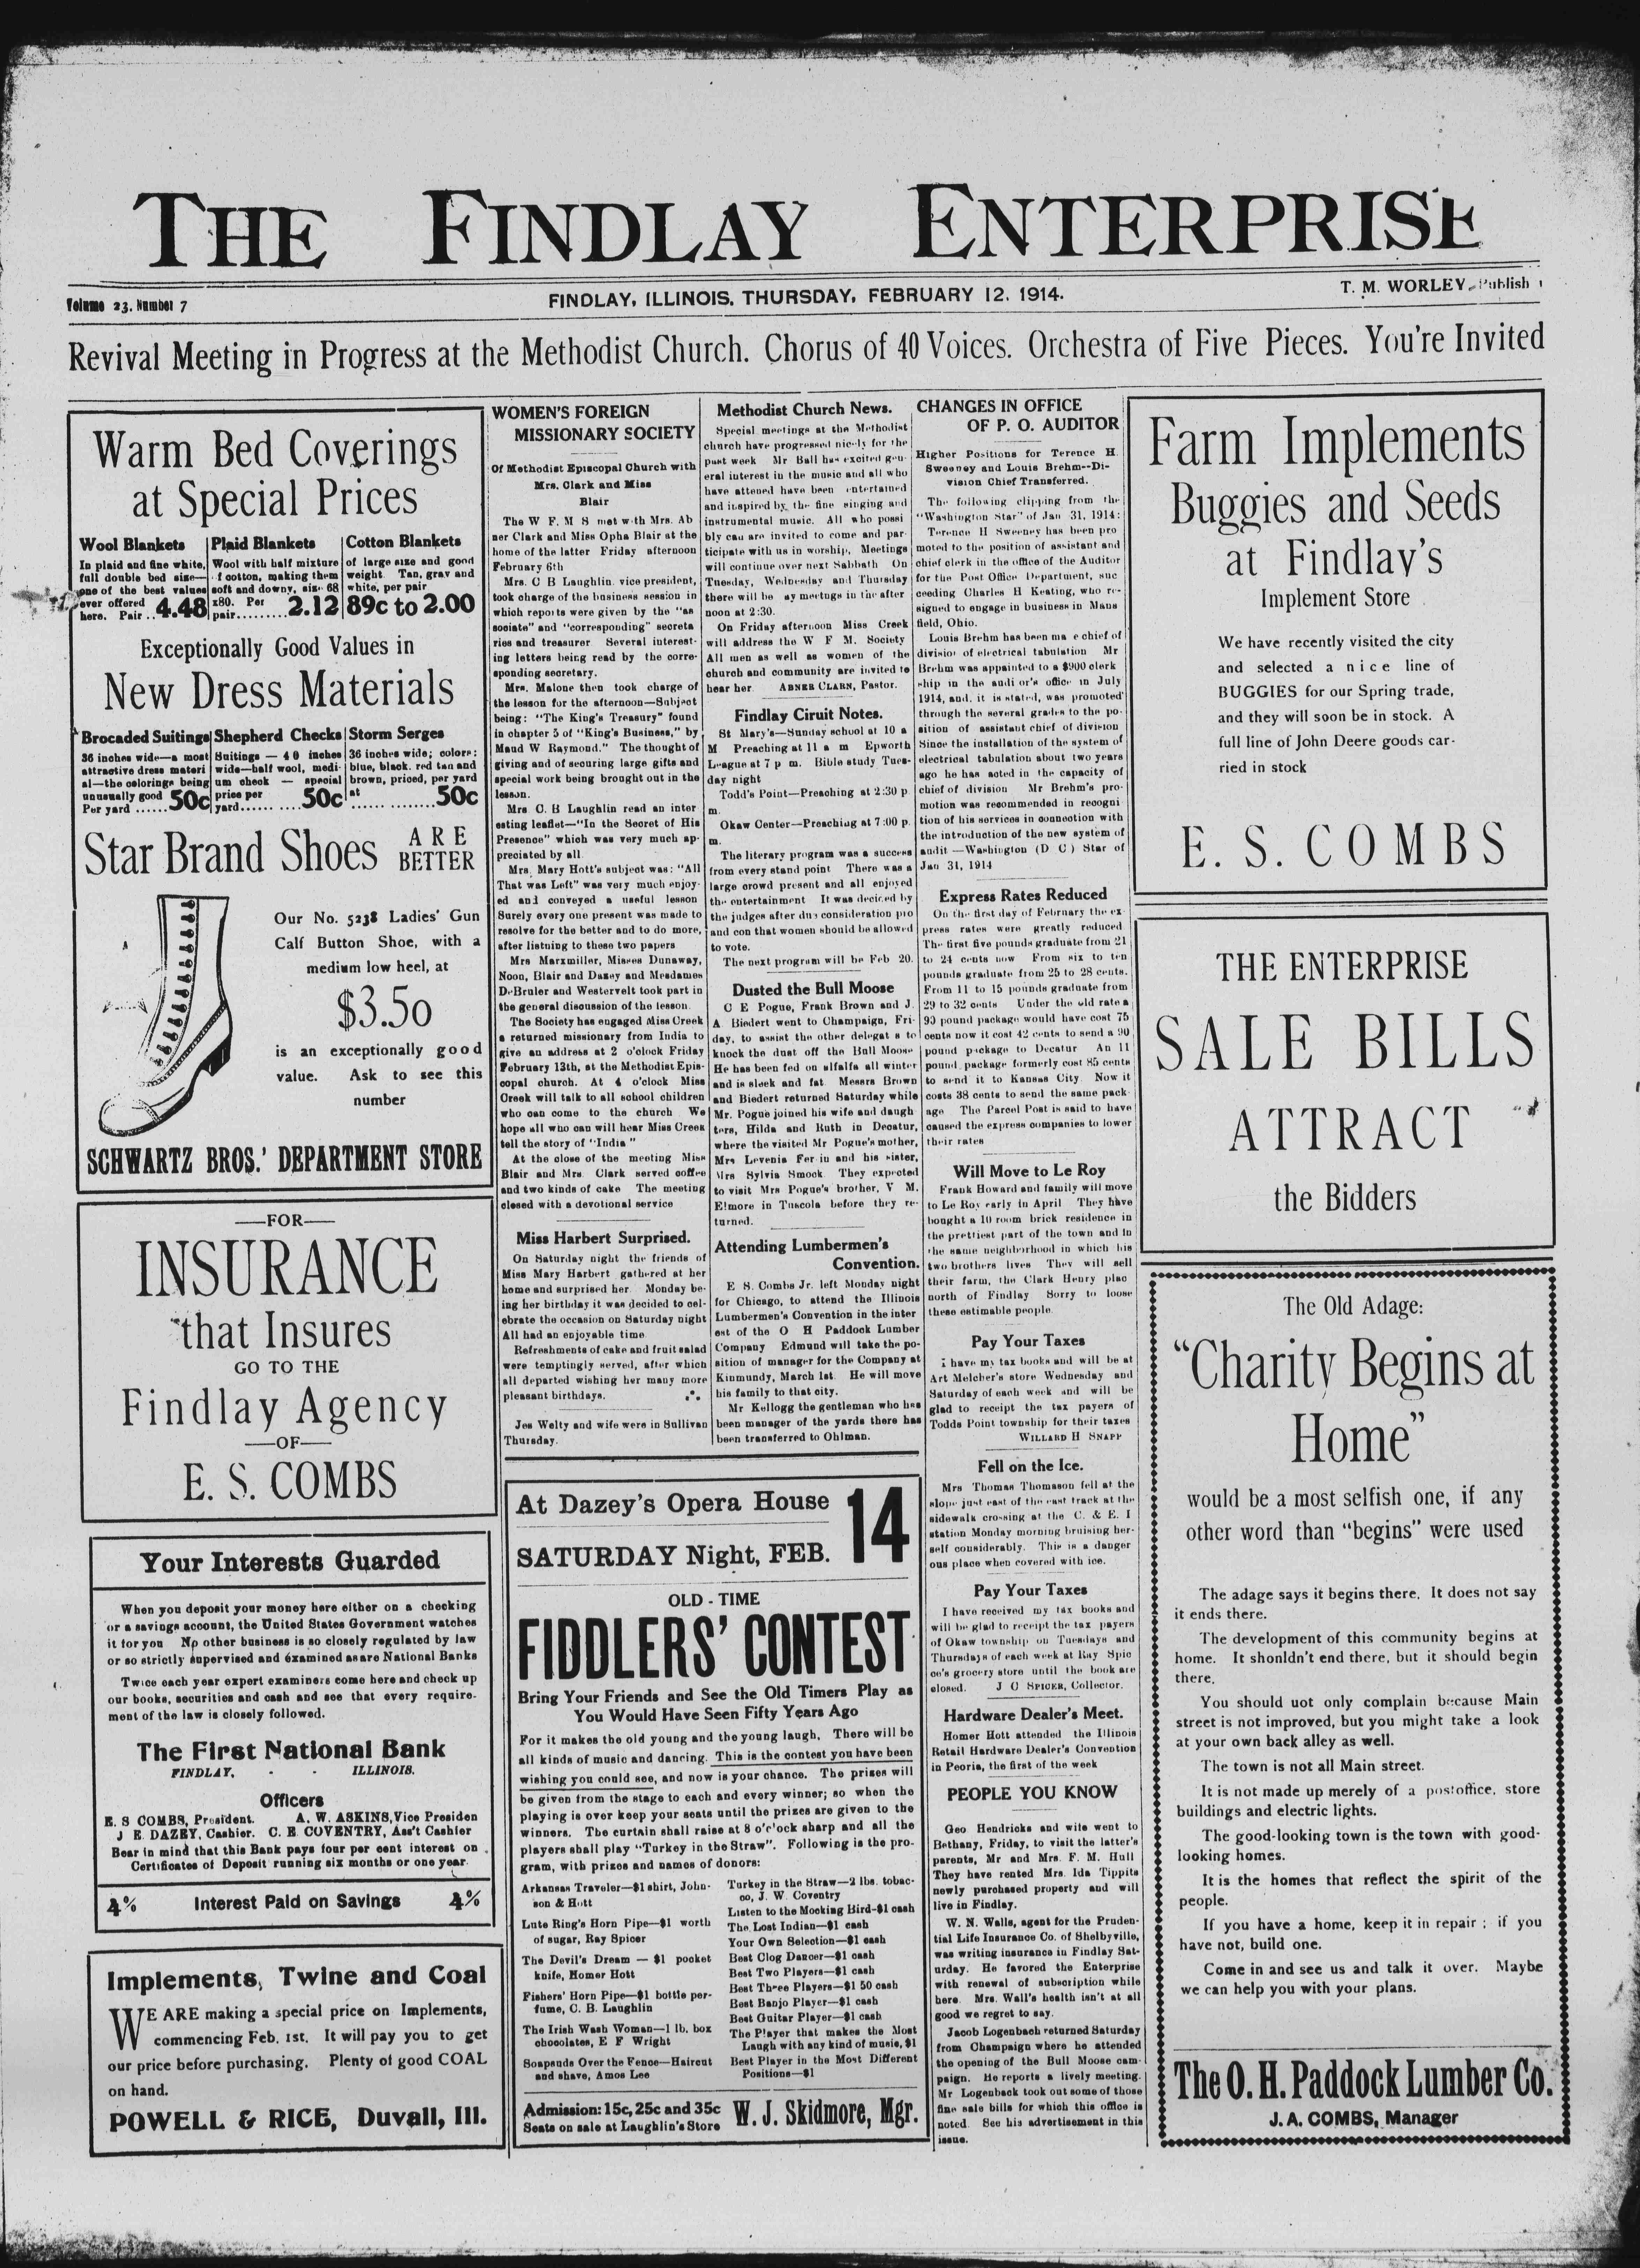 THE FINDLAY ENTERPRISE
Volume 23. Number 7
FINDLAY, ILLINOIS, THURSDAY, FEBRUARY 12, 1914.
T. M. WORLEY, Publish
Revival Meeting in Progress at the Methodist Church. Chorus of 40 Voices. Orchestra of Five Pieces. You're Invited
Warm Bed Coverings
at Special Prices
Wool Blankets
In plaid and fine white,
full double bed size—
one of the best values
ever offered
here. Pair .. 4.48
Plaid Blankets
Wool with half mixture
f cotton, making them
soft and downy, size 68
x80. Per
pair......... 2.12
Cotton Blankets
of large size and good
weight. Tan, gray and
white, per pair
89c to 2.00
Exceptionally Good Values in
New Dress Materials
Brocaded Suitings
36 inches wide—a most
attractive dress materi
al—the colorings being
unusually good
Per yard ...... 50c
Shepherd Checks
Suitings — 40 inches
wide—half wool, medi-
um check — special
price per
yard.... .... 50c
Storm Serges
36 inches wide; colors:
blue, black. red tan and
brown, priced, per yard
at ............ 50c
Star Brand Shoes ARE
BETTER
Our No. 5238 Ladies' Gun
Calf Button Shoe, with a
medium low heel, at
$3.50
is an exceptionally good
value. Ask to see this
number
SCHWARTZ BROS.' DEPARTMENT STORE
—FOR—
INSURANCE
that Insures
GO TO THE
Findlay Agency
—OF—
E. S. COMBS
Your Interests Guarded
When you deposit your money here either on a checking
or a savings account, the United States Government watches
it for you No other business is so closely regulated by law
or so strictly supervised and examined as are National Banks
Twice each year expert examiners come here and check up
our books, securities and cash and see that every require-
ment of the law is closely followed.
The First National Bank
FINDLAY, - - ILLINOIS.
Officers
E. S COMBS, President. A. W. ASKINS, Vice Presiden
J E. DAZEY, Cashier. C. E COVENTRY, Ass't Cashier
Bear in mind that this Bank pays four per cent interest on
Certificates of Deposit running six months or one year
4% Interest Paid on Savings 4%
Implements, Twine and Coal
WE ARE making a special price on Implements,
commencing Feb. 1st. It will pay you to get
our price before purchasing. Plenty of good COAL
on hand.
POWELL & RICE, Duvall, Ill.
WOMEN'S FOREIGN
MISSIONARY SOCIETY
Of Methodist Episcopal Church with
Mrs. Clark and Miss
Blair
The W F. M S met with Mrs. Ab
ner Clark and Miss Opha Blair at the
home of the latter Friday afternoon
February 6th
Mrs. C B Laughlin. vice president,
took charge of the business session in
which reports were given by the "as
sociate" and "corresponding" secreta
ries and treasurer Several interest-
ing letters being read by the corre-
sponding secretary.
Mrs. Malone then took charge of
the lesson for the afternoon—Subject
being: "The King's Treasury" found
in chapter 5 of "King's Business," by
Maud W Raymond." The thought of
giving and of securing large gifts and
special work being brought out in the
lesson.
Mrs C. B Laughlin read an inter
esting leaflet—"In the Secret of His
Presence" which was very much ap-
preciated by all
Mrs. Mary Hott's subject was: "All
That was Left" was very much enjoy-
ed and conveyed a useful lesson
Surely every one present was made to
resolve for the better and to do more,
after listning to these two papers
Mrs Marxmiller, Misses Dunaway,
Noon, Blair and Dazey and Mesdames
DeBruler and Westervelt took part in
the general discussion of the lesson.
The Society has engaged Miss Creek
a returned missionary from India to
give an address at 2 o'clock Friday
February 13th, at the Methodist Epis-
copal church. At 4 o'clock Miss
Creek will talk to all school children
who can come to the church We
hope all who can will hear Miss Creek
tell the story of "India "
At the close of the meeting Miss
Blair and Mrs. Clark served coffee
and two kinds of cake The meeting
closed with a devotional service
Miss Harbert Surprised.
On Saturday night the friends of
Miss Mary Harbert gathered at her
home and surprised her. Monday be-
ing her birthday it was decided to cel-
ebrate the occasion on Saturday night
All had an enjoyable time
Refreshments of cake and fruit salad
were temptingly served, after which
all departed wishing her many more
pleasant birthdays.
Jes Welty and wife were in Sullivan
Thursday.
Methodist Church News.
Special meetings at the Methodist
church have progressed nicely for the
past week Mr Ball has excited gen-
eral interest in the music and all who
have attened have been entertained
and inspired by the fine singing and
instrumental music. All who possi
bly can are invited to come and par-
ticipate with us in worship, Meetings
will continue over next Sabbath On
Tuesday, Wednesday and Thursday
there will be ay meetngs in the after
noon at 2:30.
On Friday afternoon Miss Creek
will address the W F M. Society
All men as well as women of the
church and community are invited to
hear her ABNER CLARN, Pastor.
Findlay Ciruit Notes.
St Mary's—Sunday school at 10 a
M Preaching at 11 a m Epworth
League at 7 p m. Bible study Tues-
day night
Todd's Point—Preaching at 2:30 p
m.
Okaw Center—Preaching at 7:00 p.
m.
The literary program was a success
from every stand point There was a
large crowd present and all enjoyed
the entertainment It was decided by
the judges after due consideration pro
and con that women should be allowed
to vote.
The next program will be Feb 20.
Dusted the Bull Moose
C E Pogue, Frank Brown and J.
A Biedert went to Champaign, Fri-
day, to assist the other delegat s to
knock the dust off the Bull Moose
He has been fed on alfalfa all winter
and is sleek and fat Messrs Brown
and Biedert returned Saturday while
Mr. Pogue joined his wife and daugh
ters, Hilda and Ruth in Decatur,
where the visited Mr Pogue's mother,
Mrs Levenia Fer iu and his sister,
Mrs Sylvia Smock They expected
to visit Mrs Pogue's brother, V M.
Elmore in Tuscola before they re-
turned.
Attending Lumbermen's
Convention.
E S. Combs Jr. left Monday night
for Chicago, to attend the Illinois
Lumbermen's Convention in the inter
est of the O H Paddock Lumber
Company Edmund will take the po-
sition of manager for the Company at
Kinmundy, March 1st. He will move
his family to that city.
Mr Kellogg the gentleman who has
been manager of the yards there has
been transferred to Ohlman.
At Dazey's Opera House
SATURDAY Night, FEB. 14
OLD - TIME
FIDDLERS' CONTEST
Bring Your Friends and See the Old Timers Play as
You Would Have Seen Fifty Years Ago
For it makes the old young and the young laugh. There will be
all kinds of music and dancing. This is the contest you have been
wishing you could see, and now is your chance. The prizes will
be given from the stage to each and every winner; so when the
playing is over keep your seats until the prizes are given to the
winners. The curtain shall raise at 8 o'c'ock sharp and all the
players shall play "Turkey in the Straw". Following is the pro-
gram, with prizes and names of donors:
Arkansas Traveler—$1 shirt, John-
son & Hott
Lute Ring's Horn Pipe—$1 worth
of sugar, Ray Spicer
The Devil's Dream — $1 pocket
knife, Homer Hott
Fishers' Horn Pipe—$1 bottle per-
fume, C. B. Laughlin
The Irish Wash Woman—1 lb. box
chocolates, E F Wright
Soapsuds Over the Fence—Haircut
and shave, Amos Lee
Turkey in the Straw—2 lbs. tobac-
co, J. W. Coventry
Listen to the Mocking Bird-$1 cash
The Lost Indian—$1 cash
Your Own Selection—$1 cash
Best Clog Dancer—$1 cash
Best Two Players—$1 cash
Best Three Players—$1 50 cash
Best Banjo Player—$1 cash
Best Guitar Player—$1 cash
The Player that makes the Most
Laugh with any kind of music, $1
Best Player in the Most Different
Positions—$1
Admission: 15c, 25c and 35c
Seats on sale at Laughlin's Store
W. J. Skidmore, Mgr.
CHANGES IN OFFICE
OF P. O. AUDITOR
Higher Positions for Terence H.
Sweeney and Louis Brehm--Di-
vision Chief Transferred.
The following clipping from the
"Washington Star" of Jan 31, 1914:
Terence H Sweeney has been pro
moted to the position of assistant and
chief clerk in the office of the Auditor
for the Post Office Department, suc
ceeding Charles H Keating, who re-
signed to engage in business in Mans
field, Ohio.
Louis Brehm has been ma e chief of
division of electrical tabulation Mr
Brehm was appointed to a $900 clerk
ship in the audi or's office in July
1914, and. it is stated, was promoted
through the several grades to the po-
sition of assistant chief of division
Since the installation of the system of
electrical tabulation about two years
ago he has acted in the capacity of
chief of division Mr Brehm's pro-
motion was recommended in recogni
tion of his services in connection with
the introduction of the new system of
audit —Washington (D C) Star of
Jan 31, 1914
Express Rates Reduced
On the first day of February the ex-
press rates were greatly reduced
The first five pounds graduate from 21
to 24 cents now From six to ten
pounds graduate from 25 to 28 cents.
From 11 to 15 pounds graduate from
29 to 32 cents Under the old rate a
90 pound package would have cost 75
cents now it cost 42 cents to send a 90
pound package to Decatur An 11
pound package formerly cost 85 cents
to send it to Kansas City Now it
costs 38 cents to send the same pack-
age The Parcel Post is said to have
caused the express companies to lower
their rates
Will Move to Le Roy
Frank Howard and family will move
to Le Roy early in April They have
bought a 10 room brick residence in
the prettiest part of the town and in
the same neighborhood in which his
two brothers lives They will sell
their farm, the Clark Henry plac
north of Findlay Sorry to loose
these estimable people.
Pay Your Taxes
I have my tax books and will be at
Art Melcher's store Wednesday and
Saturday of each week and will be
glad to receipt the tax payers of
Todds Point township for their taxes
WILLARD H SNAPP
Fell on the Ice.
Mrs Thomas Thomason fell at the
slope just east of the east track at the
sidewalk crossing at the C. & E. I
station Monday morning bruising her-
self considerably. This is a danger
ous place when covered with ice.
Pay Your Taxes
I have received my tax books and
will be glad to receipt the tax payers
of Okaw township on Tuesdays and
Thursdays of each week at Ray Spic
ee's grocery store until the book are
closed. J O SPICER, Collector.
Hardware Dealer's Meet.
Homer Hott attended the Illinois
Retail Hardware Dealer's Convention
in Peoria, the first of the week
PEOPLE YOU KNOW
Geo Hendricks and wife went to
Bethany, Friday, to visit the latter's
parents, Mr and Mrs. F. M. Hull
They have rented Mrs. Ida Tippits
newly purchased property and will
live in Findlay.
W. N. Walls, agent for the Pruden-
tial Life Insurance Co. of Shelbyville,
was writing insurance in Findlay Sat-
urday. He favored the Enterprise
with renewal of subscription while
here. Mrs. Wall's health isn't at all
good we regret to say.
Jacob Logenbach returned Saturday
from Champaign where he attended
the opening of the Bull Moose cam-
paign. He reports a lively meeting.
Mr Logenback took out some of those
fine sale bills for which this office is
noted. See his advertisement in this
issue.
Farm Implements
Buggies and Seeds
at Findlay's
Implement Store
We have recently visited the city
and selected a nice line of
BUGGIES for our Spring trade,
and they will soon be in stock. A
full line of John Deere goods car-
ried in stock
E. S. COMBS
THE ENTERPRISE
SALE BILLS
ATTRACT
the Bidders
The Old Adage:
"Charity Begins at
Home"
would be a most selfish one, if any
other word than "begins" were used
The adage says it begins there. It does not say
it ends there.
The development of this community begins at
home. It shonldn't end there, but it should begin
there.
You should uot only complain because Main
street is not improved, but you might take a look
at your own back alley as well.
The town is not all Main street.
It is not made up merely of a postoffice, store
buildings and electric lights.
The good-looking town is the town with good-
looking homes.
It is the homes that reflect the spirit of the
people.
If you have a home, keep it in repair ; if you
have not, build one.
Come in and see us and talk it over. Maybe
we can help you with your plans.
The O. H. Paddock Lumber Co.
J. A. COMBS, Manager